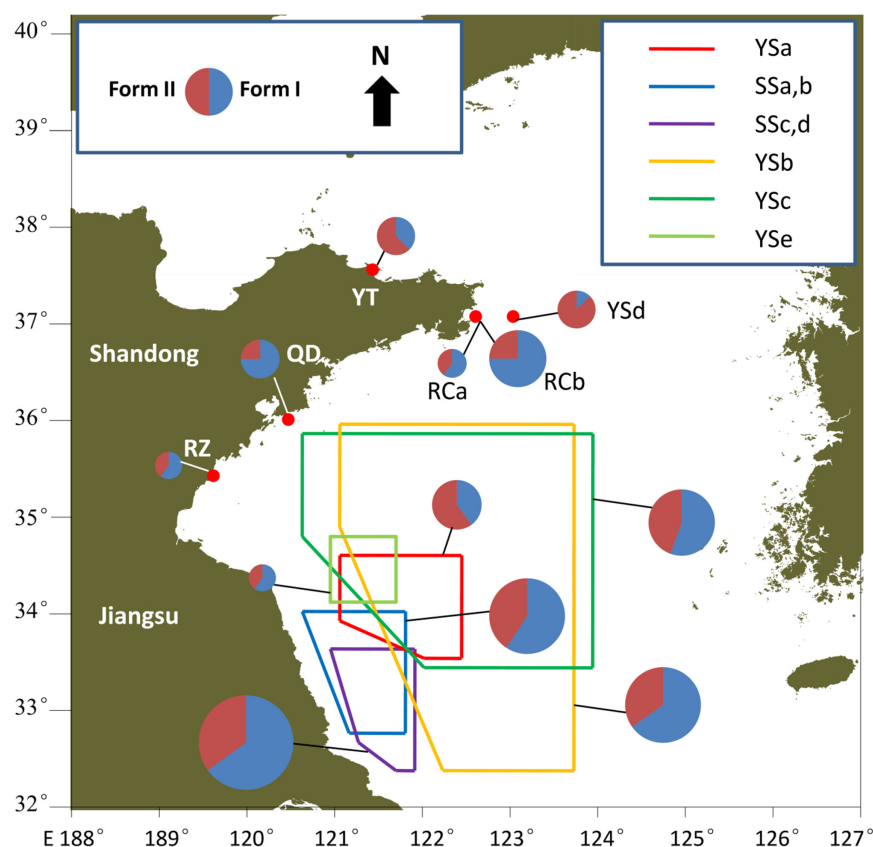 40°
39°
38°
37°
36°
35°
34°
33°
32°
Form II
Form I
N
YSa
SSa,b
SSc,d
YSb
YSc
YSe
YT
YSd
Shandong
QD
RCa
RCb
RZ
Jiangsu
E 188° 189° 120° 121° 122° 123° 124° 125° 126° 127°